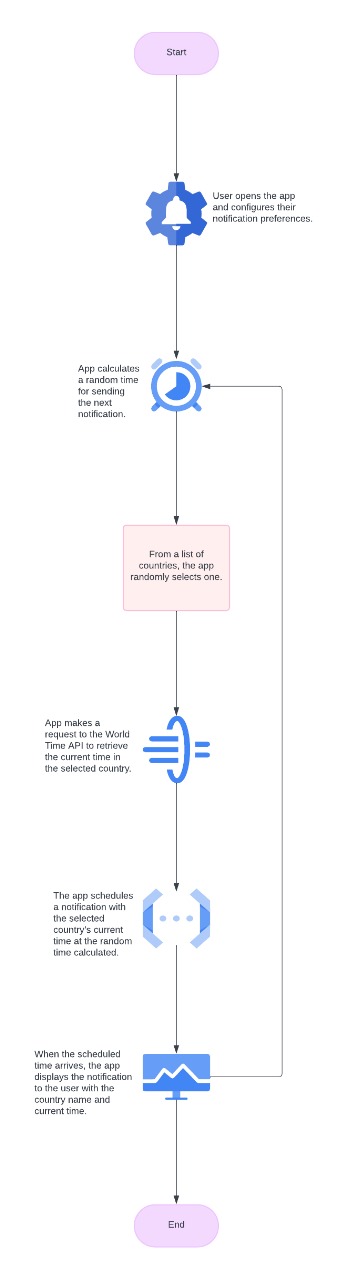 Start
User opens the app
and configures their
notification preferences.
App calculates
a random time
for sending
the next
notification.
From a list of
countries, the app
randomly selects one.
App makes a
request to the World
Time API to retrieve
the current time in
the selected country.
The app schedules
a notification with
the selected
country's current
time at the random
time calculated.
When the scheduled
time arrives, the app
displays the notification
to the user with the
country name and
current time.
End